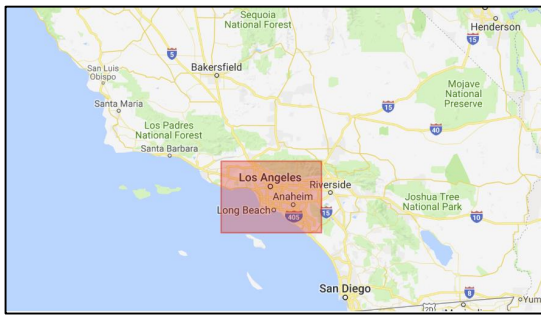 Sequoia
National Forest
Henderson
15
5
Bakersfield
San Luis
Obispo
Mojave
National
Preserve
15
Santa Maria
40
Los Padres
National Forest
Santa Barbara
Los Angeles
Riverside
Anaheim
Joshua Tree
National Park
Long Beach
405
15
10
San Diego
8